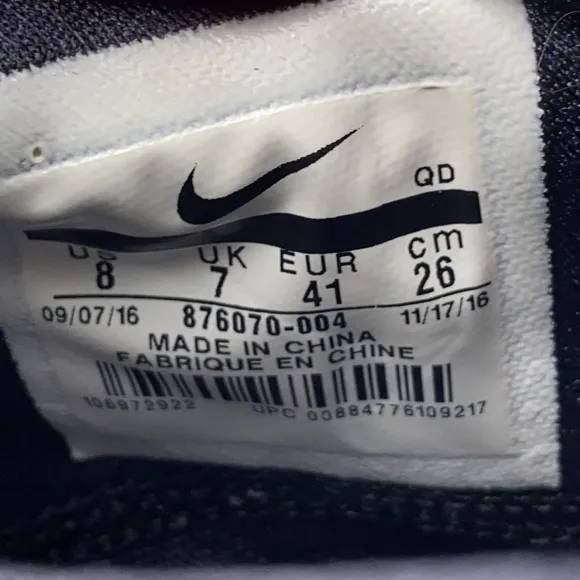 QD
US UK EUR cm
8 7 41 26
09/07/16 876070-004 11/17/16
MADE IN CHINA
FABRIQUE EN CHINE
106972922 UPC 00884776109217